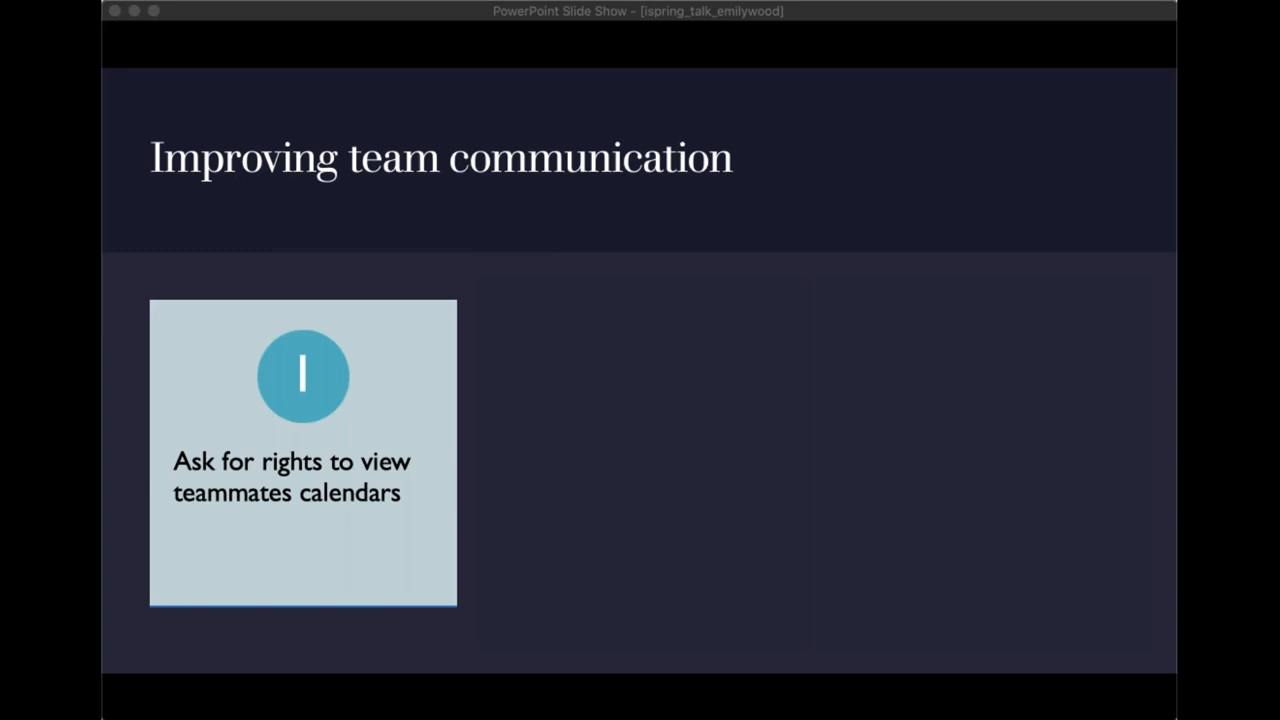 PowerPoint Slide Show - [ispring_talk_emilywood]
Improving team communication
1
Ask for rights to view
teammates calendars